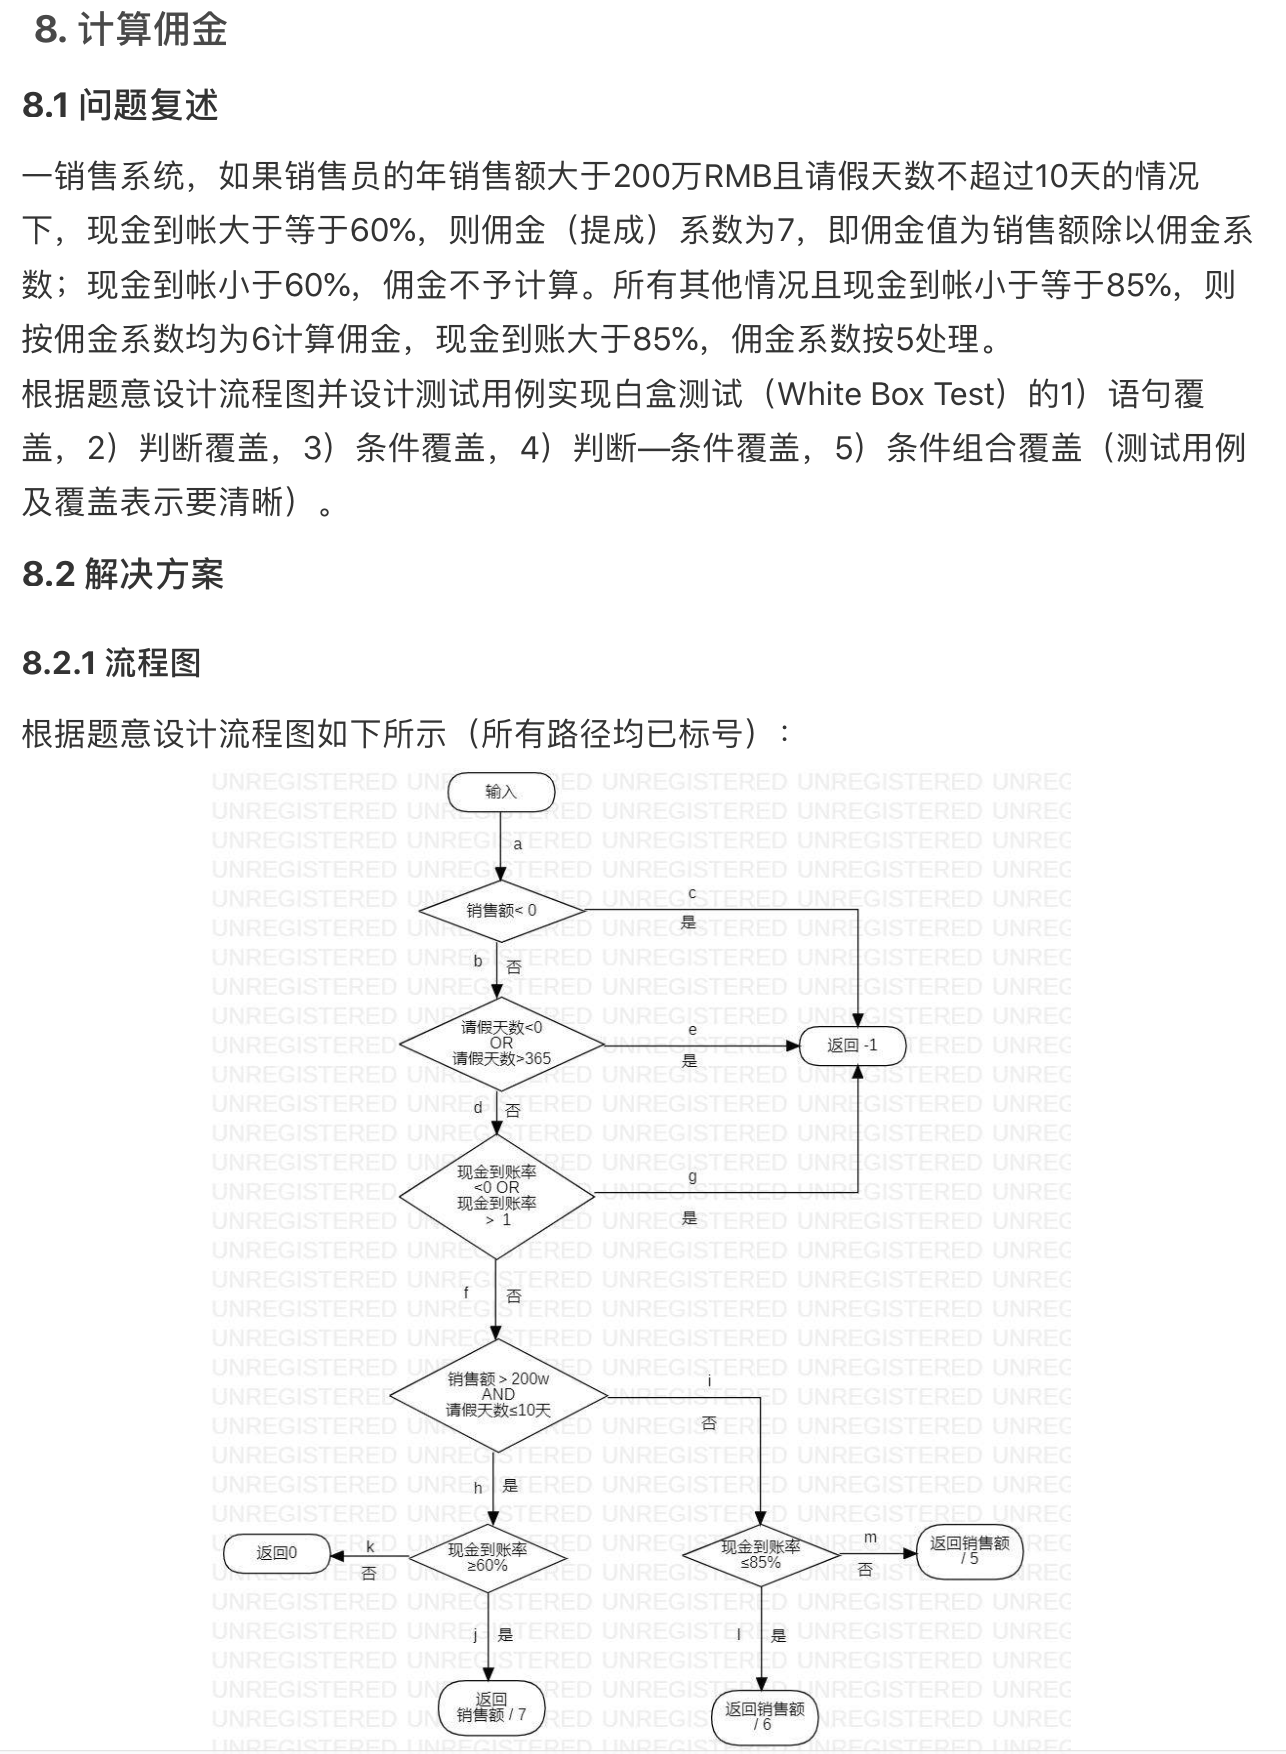 8. 计算佣金
8.1 问题复述
一销售系统，如果销售员的年销售额大于200万RMB且请假天数不超过10天的情况
下，现金到帐大于等于60%，则佣金（提成）系数为7，即佣金值为销售额除以佣金系
数；现金到帐小于60%，佣金不予计算。所有其他情况且现金到帐小于等于85%，则
按佣金系数均为6计算佣金，现金到账大于85%，佣金系数按5处理。
根据题意设计流程图并设计测试用例实现白盒测试（White Box Test）的1）语句覆
盖，2）判断覆盖，3）条件覆盖，4）判断—条件覆盖，5）条件组合覆盖（测试用例
及覆盖表示要清晰）。
8.2 解决方案
8.2.1 流程图
根据题意设计流程图如下所示（所有路径均已标号）：
输入
a
销售额< 0
c
是
b
否
请假天数<0
OR
请假天数>365
e
是
返回 -1
d
否
现金到账率
<0 OR
现金到账率
> 1
g
是
f
否
销售额 > 200w
AND
请假天数≤10天
i
否
h
是
现金到账率
≥60%
k
否
返回0
现金到账率
≤85%
m
否
返回销售额
/ 5
j
是
l
是
返回
销售额 / 7
返回销售额
/ 6
UNREGISTERED